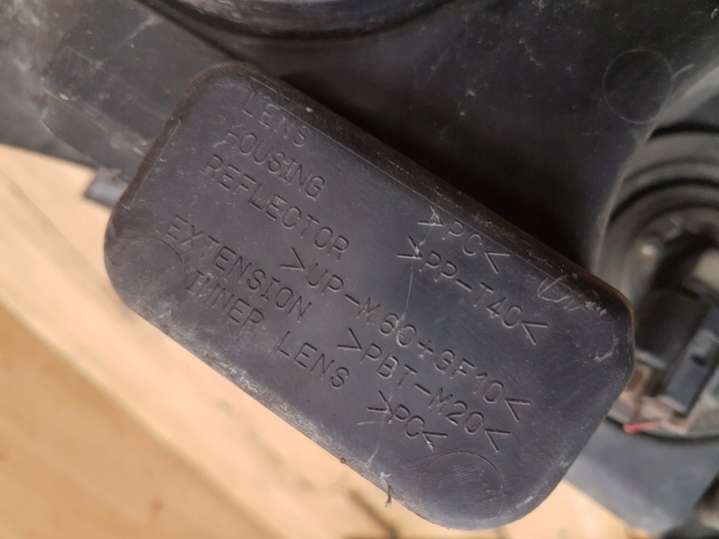 LENS >PC<
HOUSING >PP-T40<
REFLECTOR >UP-M60+GF10<
EXTENSION >PBT-M20<
INNER LENS >PC<